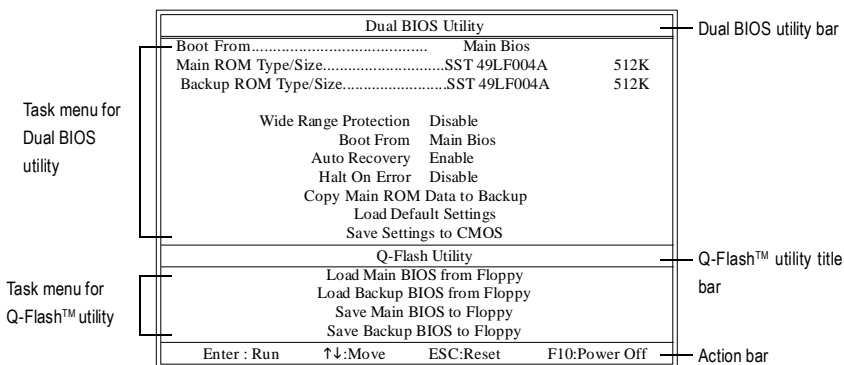 Dual BIOS Utility
Dual BIOS utility bar
Boot From......................................... Main Bios
Main ROM Type/Size............................SST 49LF004A 512K
Backup ROM Type/Size........................SST 49LF004A 512K
Task menu for
Dual BIOS
utility
Wide Range Protection Disable
Boot From Main Bios
Auto Recovery Enable
Halt On Error Disable
Copy Main ROM Data to Backup
Load Default Settings
Save Settings to CMOS
Q-Flash Utility
Q-Flash™ utility title
bar
Task menu for
Q-Flash™ utility
Load Main BIOS from Floppy
Load Backup BIOS from Floppy
Save Main BIOS to Floppy
Save Backup BIOS to Floppy
Enter : Run ↑↓:Move ESC:Reset F10:Power Off
Action bar